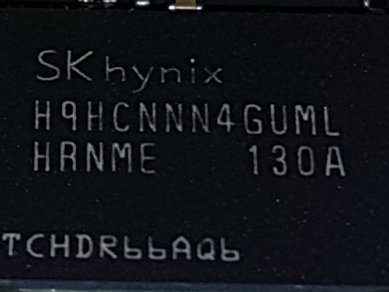 SK hynix
H9HCNNN4GUML
HRNME 130A
TCHDR66AQ6